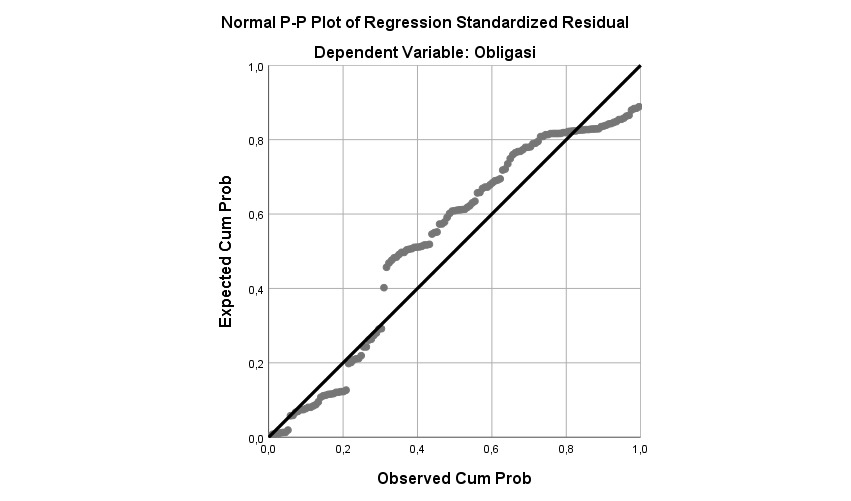 Normal P-P Plot of Regression Standardized Residual
Dependent Variable: Obligasi
1,0
0,8
0,6
0,4
0,2
0,0
Expected Cum Prob
0,0 0,2 0,4 0,6 0,8 1,0
Observed Cum Prob